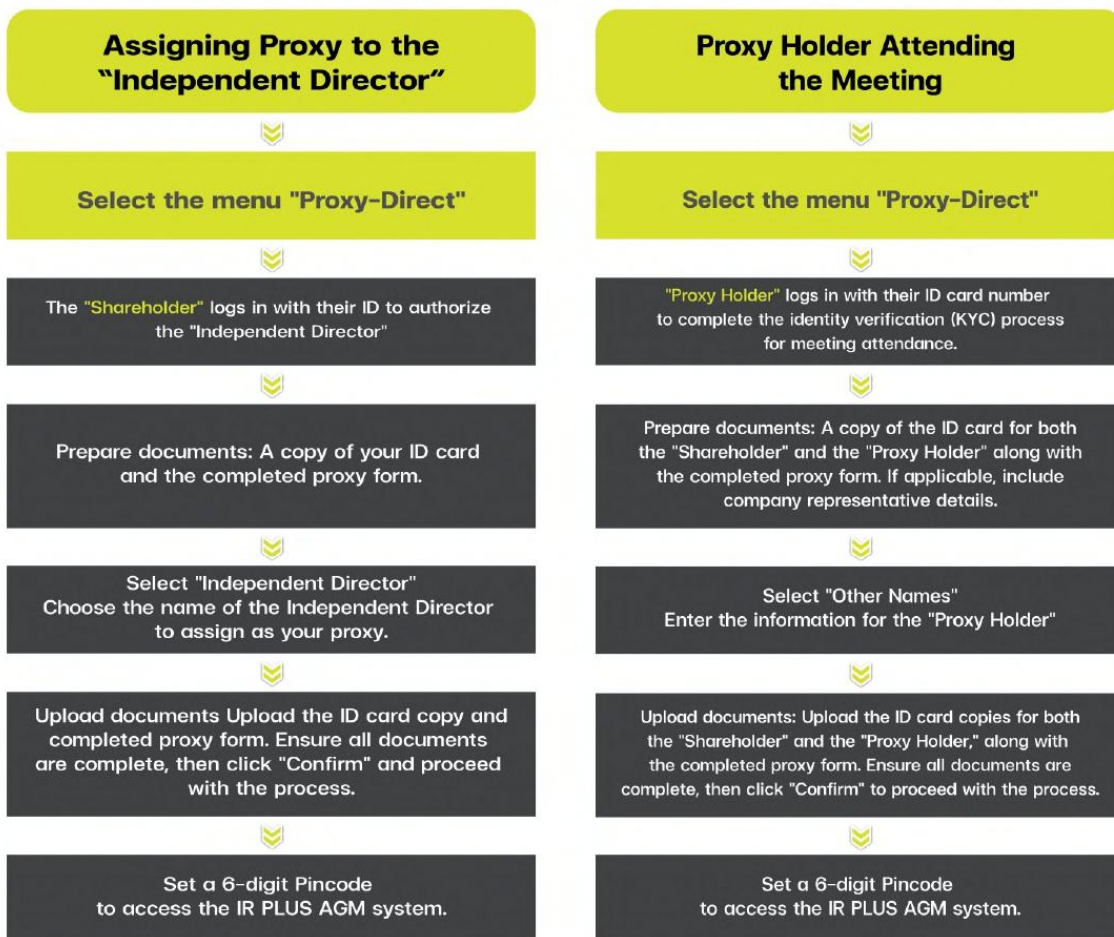 Assigning Proxy to the
“Independent Director”
Select the menu "Proxy-Direct"
The "Shareholder" logs in with their ID to authorize
the "Independent Director"
Prepare documents: A copy of your ID card
and the completed proxy form.
Select "Independent Director"
Choose the name of the Independent Director
to assign as your proxy.
Upload documents Upload the ID card copy and
completed proxy form. Ensure all documents
are complete, then click "Confirm" and proceed
with the process.
Set a 6-digit Pincode
to access the IR PLUS AGM system.
Proxy Holder Attending
the Meeting
Select the menu "Proxy-Direct"
"Proxy Holder" logs in with their ID card number
to complete the identity verification (KYC) process
for meeting attendance.
Prepare documents: A copy of the ID card for both
the "Shareholder" and the "Proxy Holder" along with
the completed proxy form. If applicable, include
company representative details.
Select "Other Names"
Enter the information for the "Proxy Holder"
Upload documents: Upload the ID card copies for both
the "Shareholder" and the "Proxy Holder," along with
the completed proxy form. Ensure all documents are
complete, then click "Confirm" to proceed with the process.
Set a 6-digit Pincode
to access the IR PLUS AGM system.